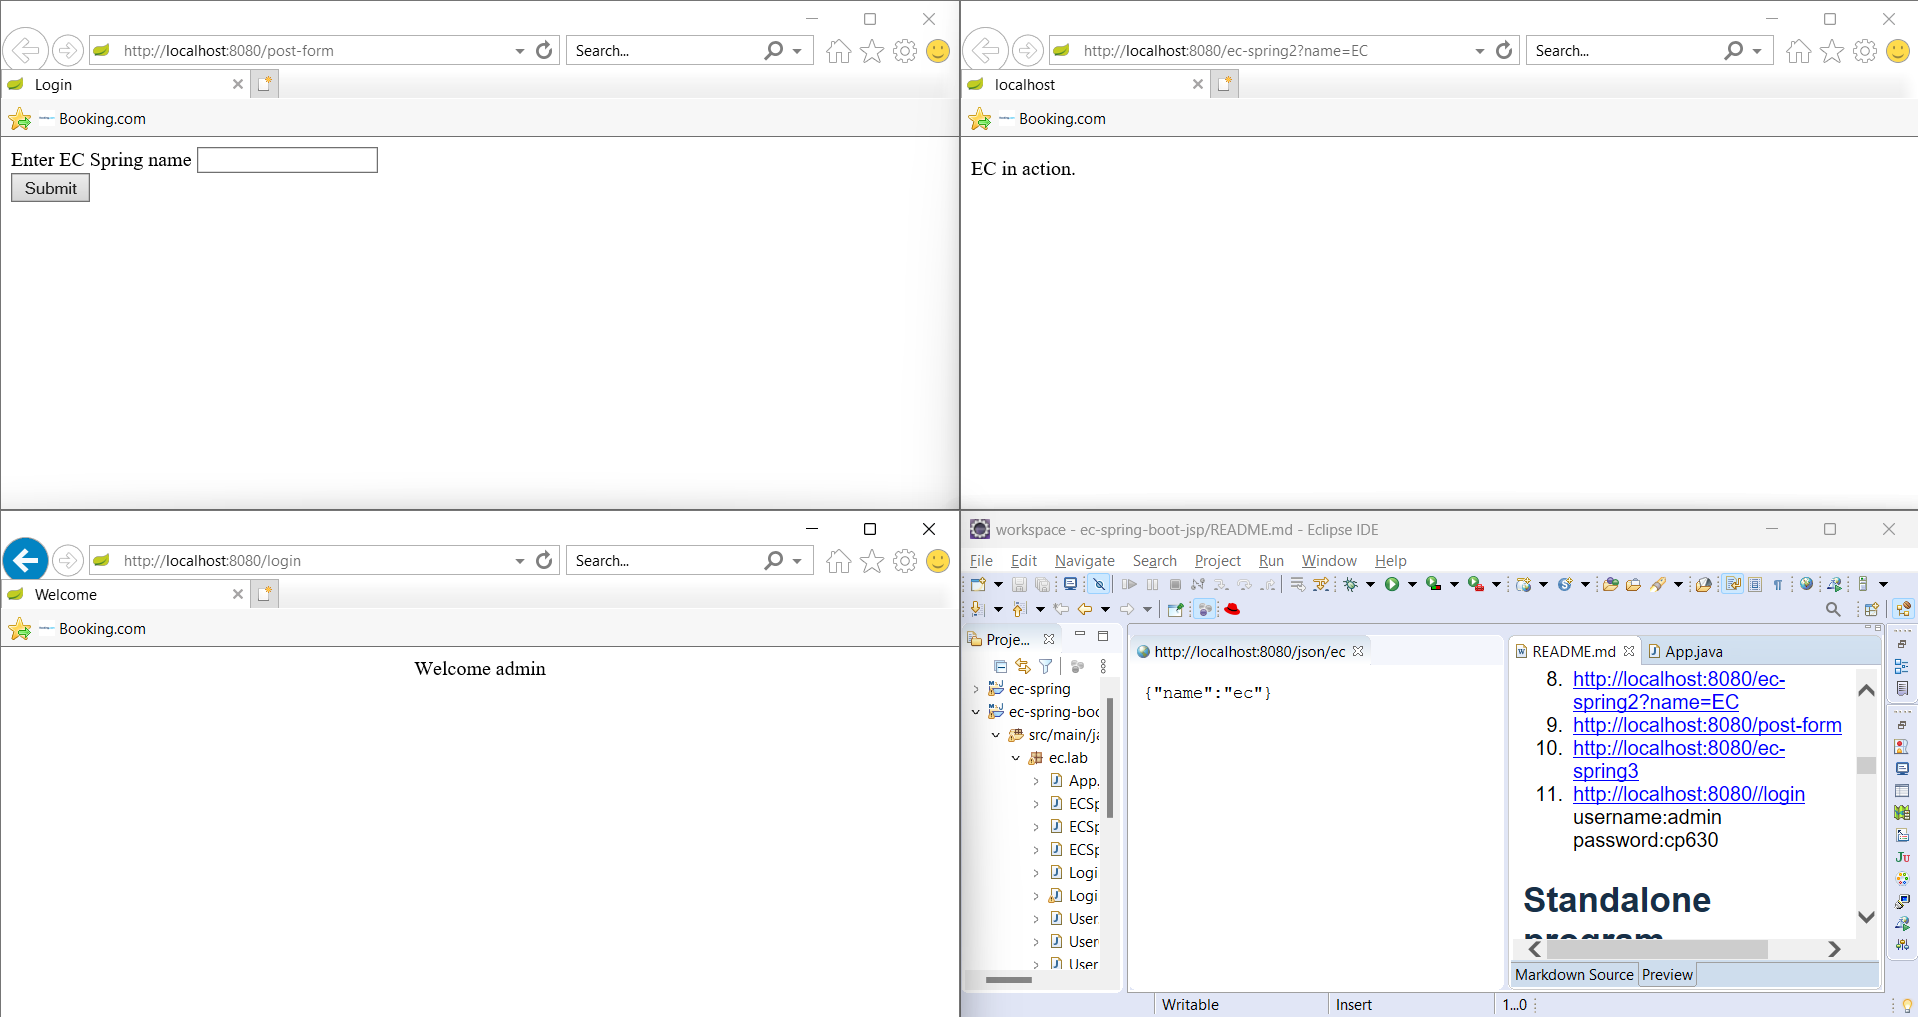 http://localhost:8080/post-form
Search...
Login
Booking.com
Enter EC Spring name
Submit
http://localhost:8080/ec-spring2?name=EC
Search...
localhost
Booking.com
EC in action.
http://localhost:8080/login
Search...
Welcome
Booking.com
Welcome admin
workspace - ec-spring-boot-jsp/README.md - Eclipse IDE
File Edit Navigate Search Project Run Window Help
Proje...
ec-spring
ec-spring-boo
src/main/ja
ec.lab
App.
ECSp
ECSp
ECSp
Logi
Logi
User
User
User
http://localhost:8080/json/ec
{"name":"ec"}
README.md
App.java
8. http://localhost:8080/ec-
spring2?name=EC
9. http://localhost:8080/post-form
10. http://localhost:8080/ec-
spring3
11. http://localhost:8080//login
username:admin
password:cp630
Standalone
program
Markdown Source Preview
Writable Insert 1...0